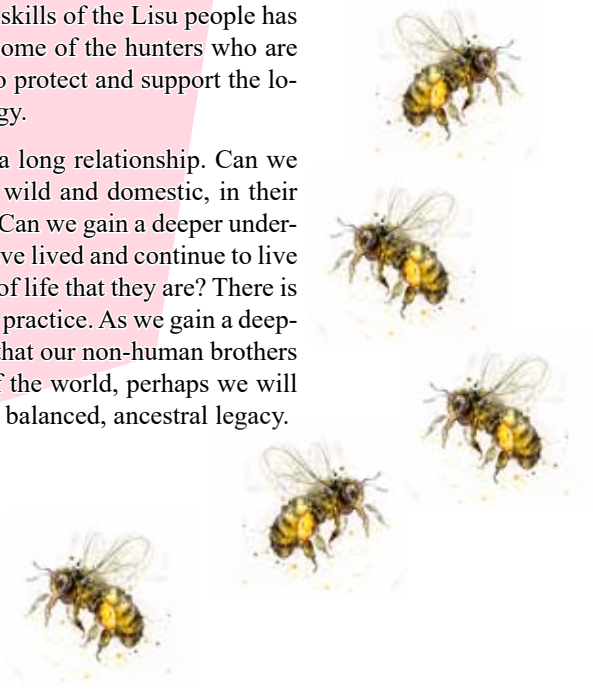 skills of the Lisu people has
ome of the hunters who are
o protect and support the lo-
gy.
a long relationship. Can we
wild and domestic, in their
Can we gain a deeper under-
ve lived and continue to live
of life that they are? There is
practice. As we gain a deep-
that our non-human brothers
f the world, perhaps we will
balanced, ancestral legacy.